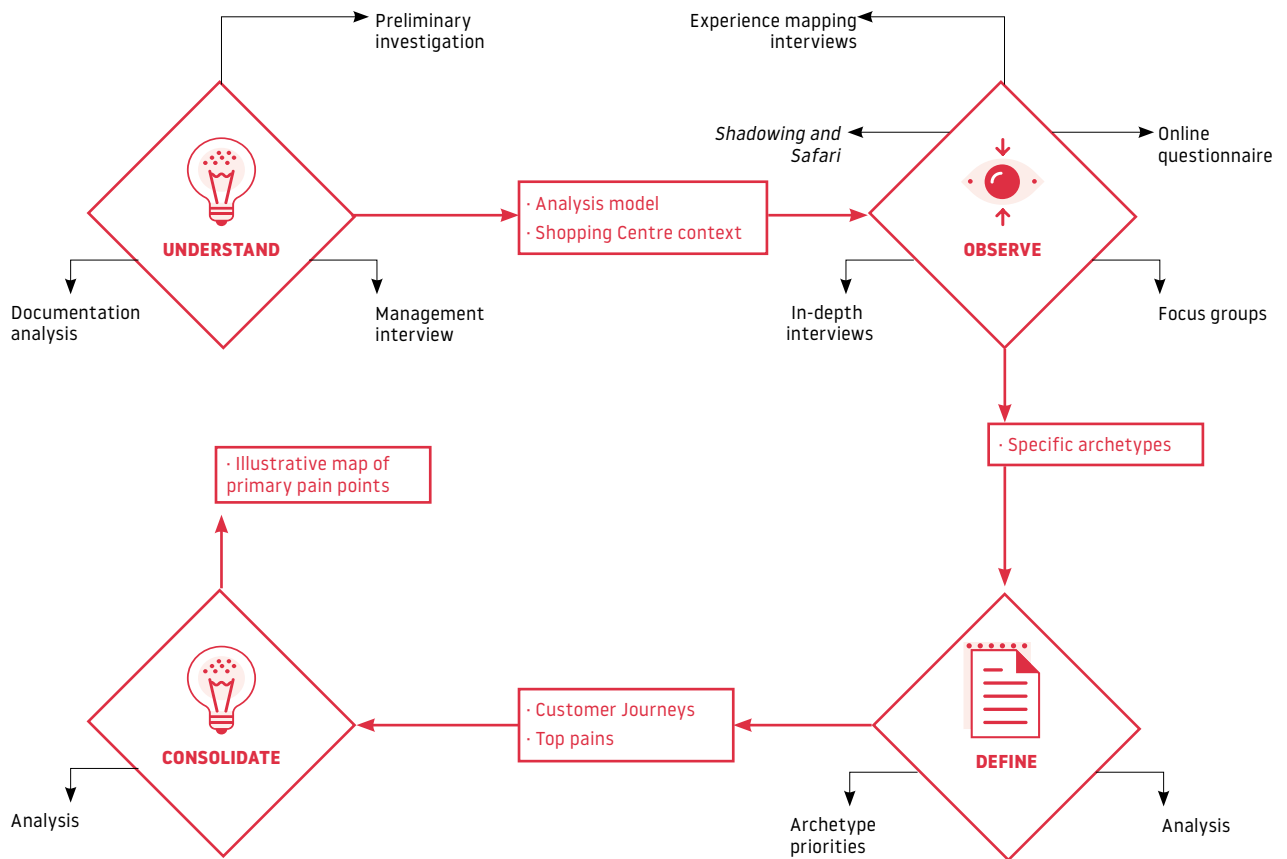 Preliminary
investigation
Experience mapping
interviews
Shadowing and
Safari
Online
questionnaire
· Analysis model
· Shopping Centre context
UNDERSTAND
OBSERVE
Documentation
analysis
Management
interview
In-depth
interviews
Focus groups
· Specific archetypes
· Illustrative map of
primary pain points
· Customer Journeys
· Top pains
CONSOLIDATE
DEFINE
Analysis
Archetype
priorities
Analysis